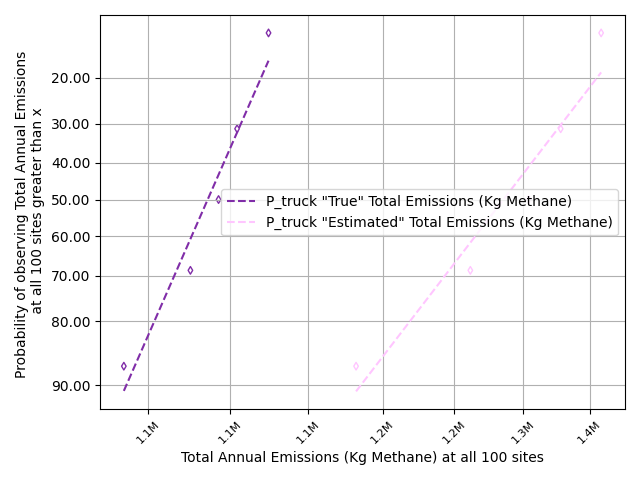 Probability of observing Total Annual Emissions
at all 100 sites greater than x
20.00
30.00
40.00
50.00
60.00
70.00
80.00
90.00
P_truck "True" Total Emissions (Kg Methane)
P_truck "Estimated" Total Emissions (Kg Methane)
1.1M
1.1M
1.1M
1.2M
1.2M
1.3M
1.4M
Total Annual Emissions (Kg Methane) at all 100 sites